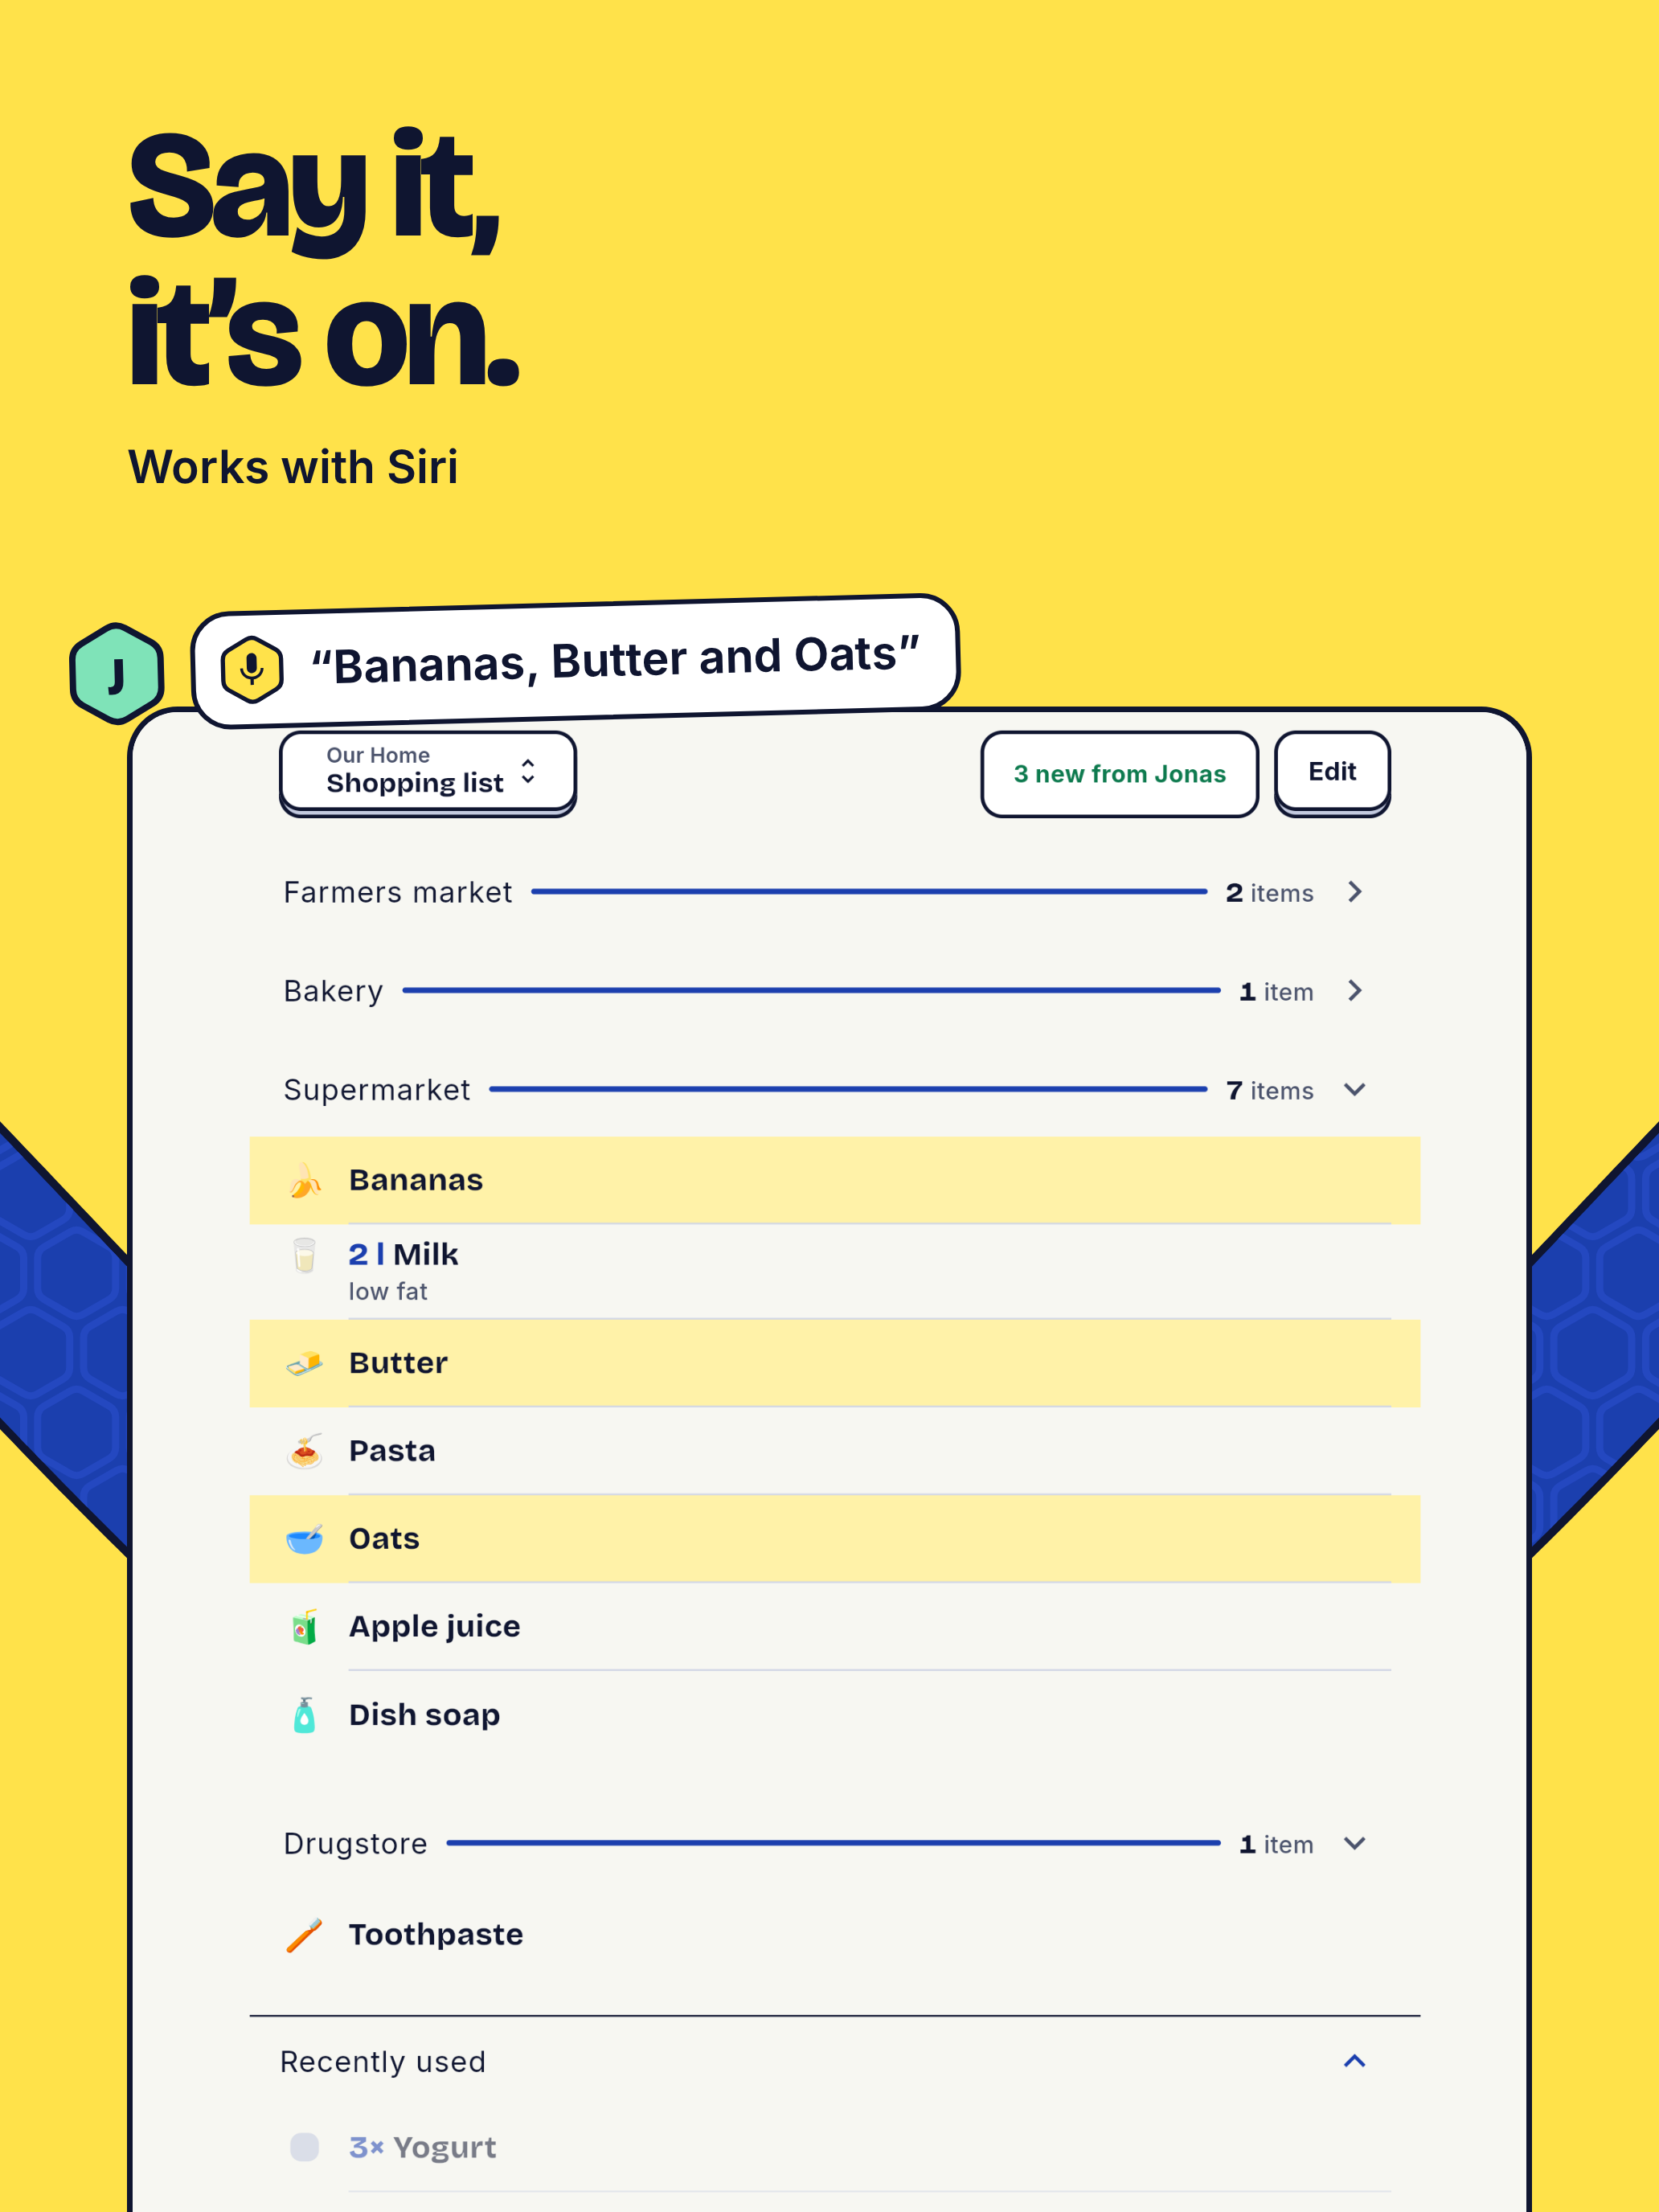 Say it,
it’s on.
Works with Siri
J
“Bananas, Butter and Oats”
Our Home
Shopping list
3 new from Jonas
Edit
Farmers market 2 items
Bakery 1 item
Supermarket 7 items
Bananas
2 l Milk
low fat
Butter
Pasta
Oats
Apple juice
Dish soap
Drugstore 1 item
Toothpaste
Recently used
3× Yogurt